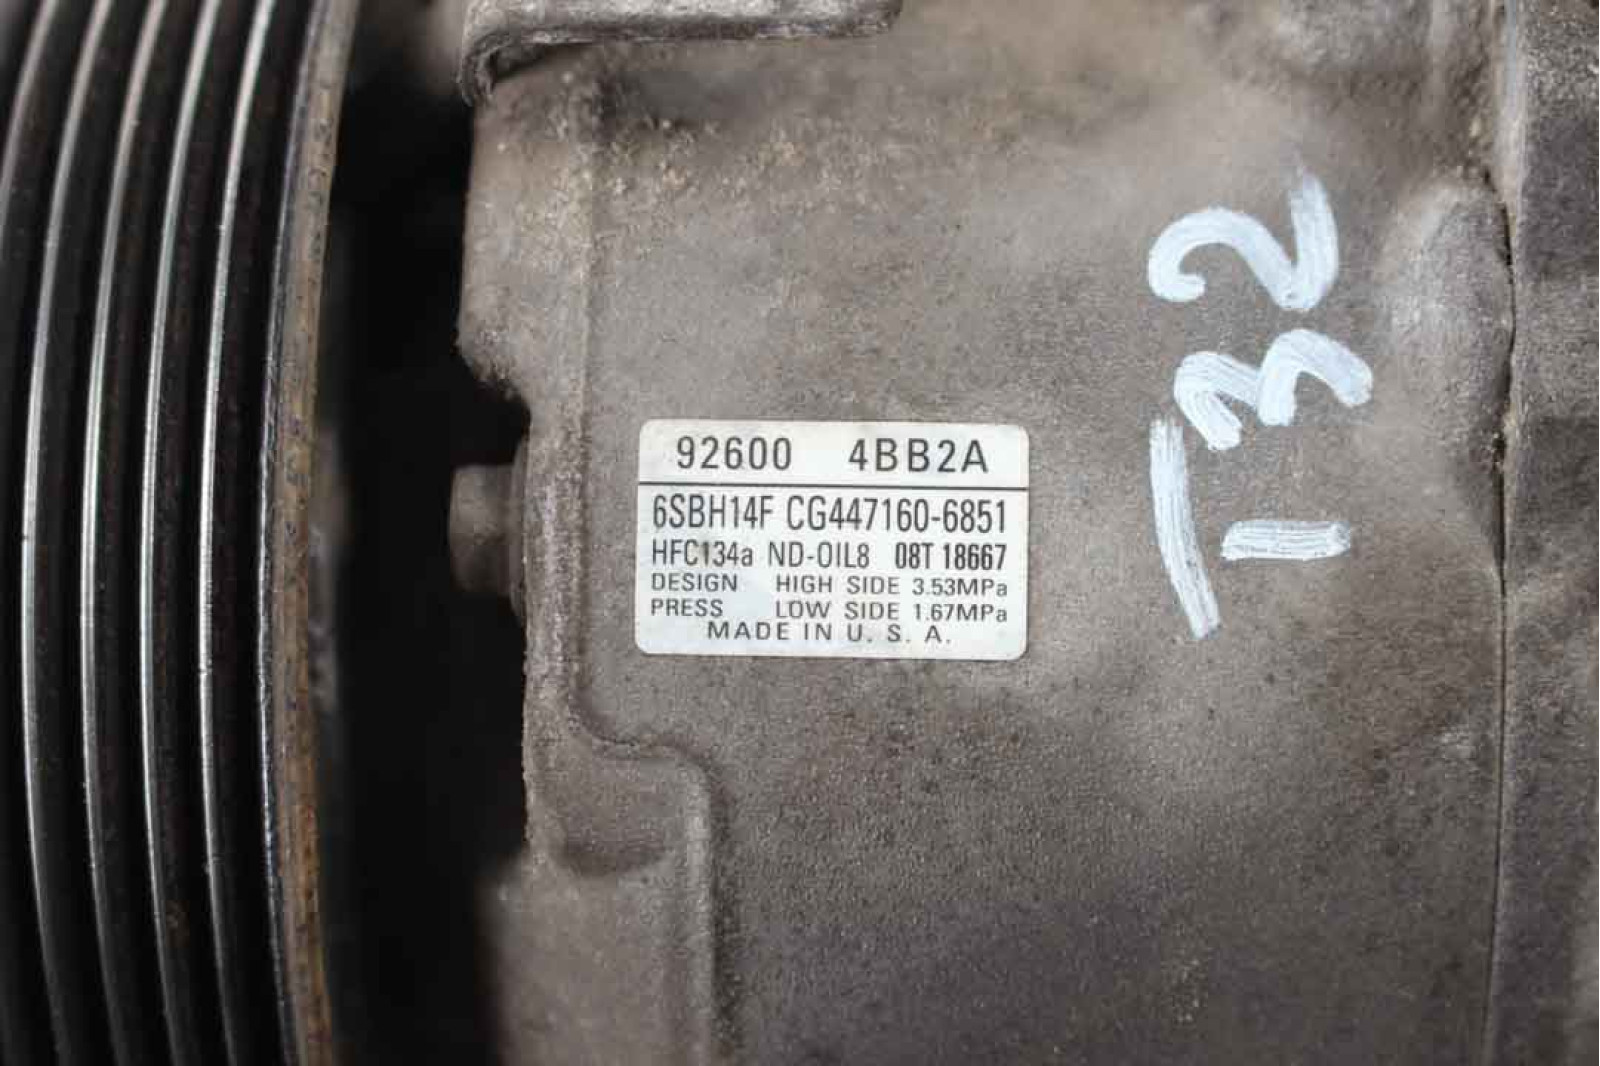 92600 4BB2A
6SBH14F CG447160-6851
HFC134a ND-OIL8 08T 18667
DESIGN HIGH SIDE 3.53MPa
PRESS LOW SIDE 1.67MPa
MADE IN U. S. A.
132